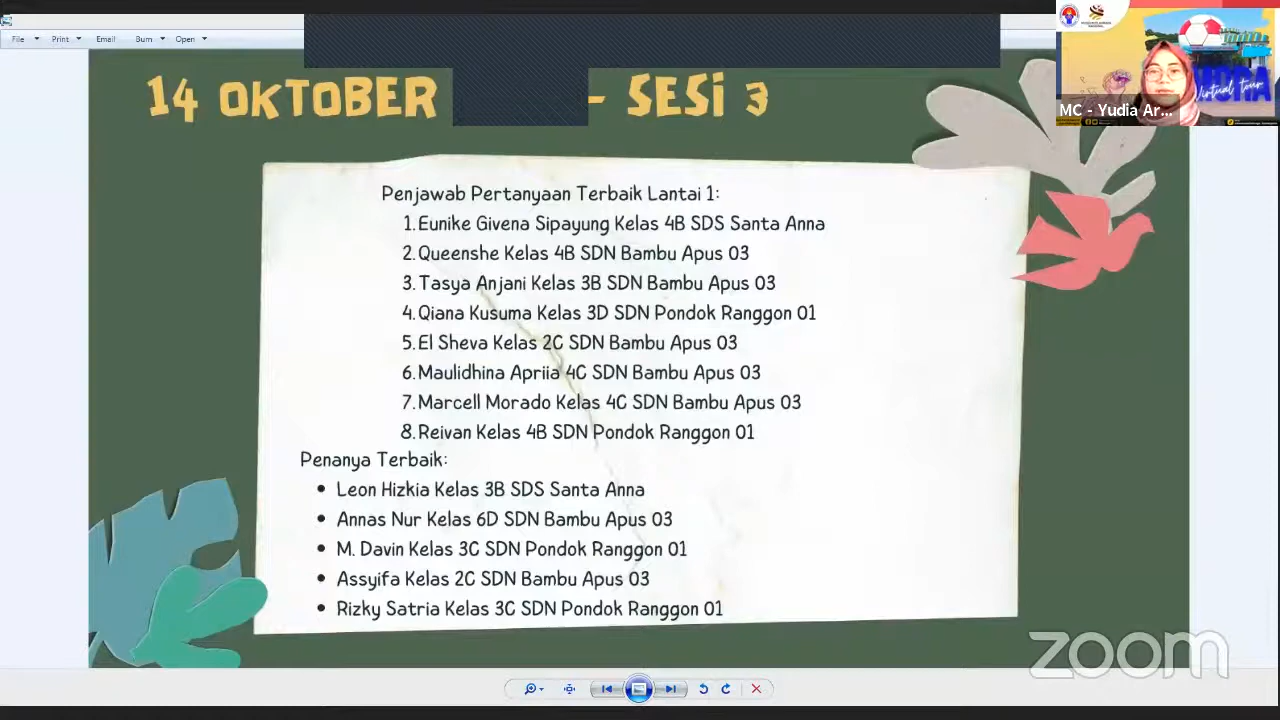 File Print Email Burn Open
14 OKTOBER - SESI 3
Virtual tour
MC - Yudia Ar...
Penjawab Pertanyaan Terbaik Lantai 1:
1. Eunike Givena Sipayung Kelas 4B SDS Santa Anna
2. Queenshe Kelas 4B SDN Bambu Apus 03
3. Tasya Anjani Kelas 3B SDN Bambu Apus 03
4. Qiana Kusuma Kelas 3D SDN Pondok Ranggon 01
5. El Sheva Kelas 2C SDN Bambu Apus 03
6. Maulidhina Apriia 4C SDN Bambu Apus 03
7. Marcell Morado Kelas 4C SDN Bambu Apus 03
8. Reivan Kelas 4B SDN Pondok Ranggon 01
Penanya Terbaik:
• Leon Hizkia Kelas 3B SDS Santa Anna
• Annas Nur Kelas 6D SDN Bambu Apus 03
• M. Davin Kelas 3C SDN Pondok Ranggon 01
• Assyifa Kelas 2C SDN Bambu Apus 03
• Rizky Satria Kelas 3C SDN Pondok Ranggon 01
zoom